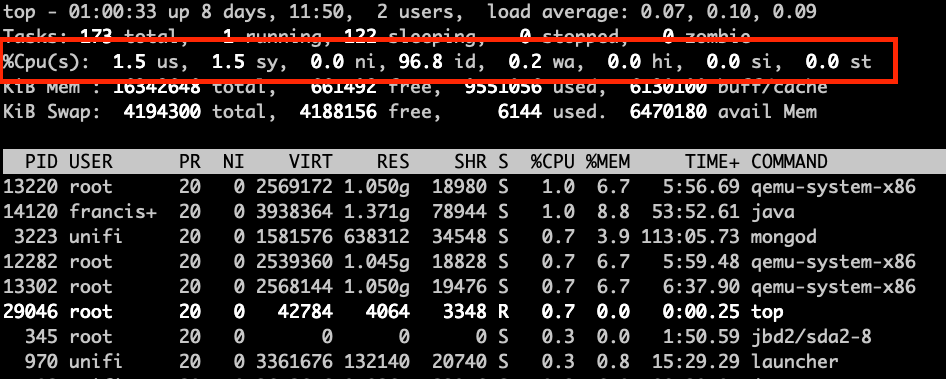 top - 01:00:33 up 8 days, 11:50,  2 users,  load average: 0.07, 0.10, 0.09
Tasks: 173 total,   1 running, 122 sleeping,   0 stopped,   0 zombie
%Cpu(s):  1.5 us,  1.5 sy,  0.0 ni, 96.8 id,  0.2 wa,  0.0 hi,  0.0 si,  0.0 st
KiB Mem : 16342648 total,   661492 free,  9551056 used,  6130100 buff/cache
KiB Swap:  4194300 total,  4188156 free,     6144 used.  6470180 avail Mem
PID USER      PR  NI    VIRT    RES    SHR S  %CPU %MEM     TIME+ COMMAND
13220 root      20   0 2569172 1.050g  18980 S   1.0  6.7   5:56.69 qemu-system-x86
14120 francis+  20   0 3938364 1.371g  78944 S   1.0  8.8  53:52.61 java
3223 unifi     20   0 1581576 638312  34548 S   0.7  3.9 113:05.73 mongod
12282 root      20   0 2539360 1.045g  18828 S   0.7  6.7   5:59.48 qemu-system-x86
13302 root      20   0 2568144 1.050g  19476 S   0.7  6.7   6:37.90 qemu-system-x86
29046 root      20   0   42784   4064   3348 R   0.7  0.0   0:00.25 top
345 root      20   0       0      0      0 S   0.3  0.0   1:50.59 jbd2/sda2-8
970 unifi     20   0 3361676 132140  20740 S   0.3  0.8  15:29.29 launcher